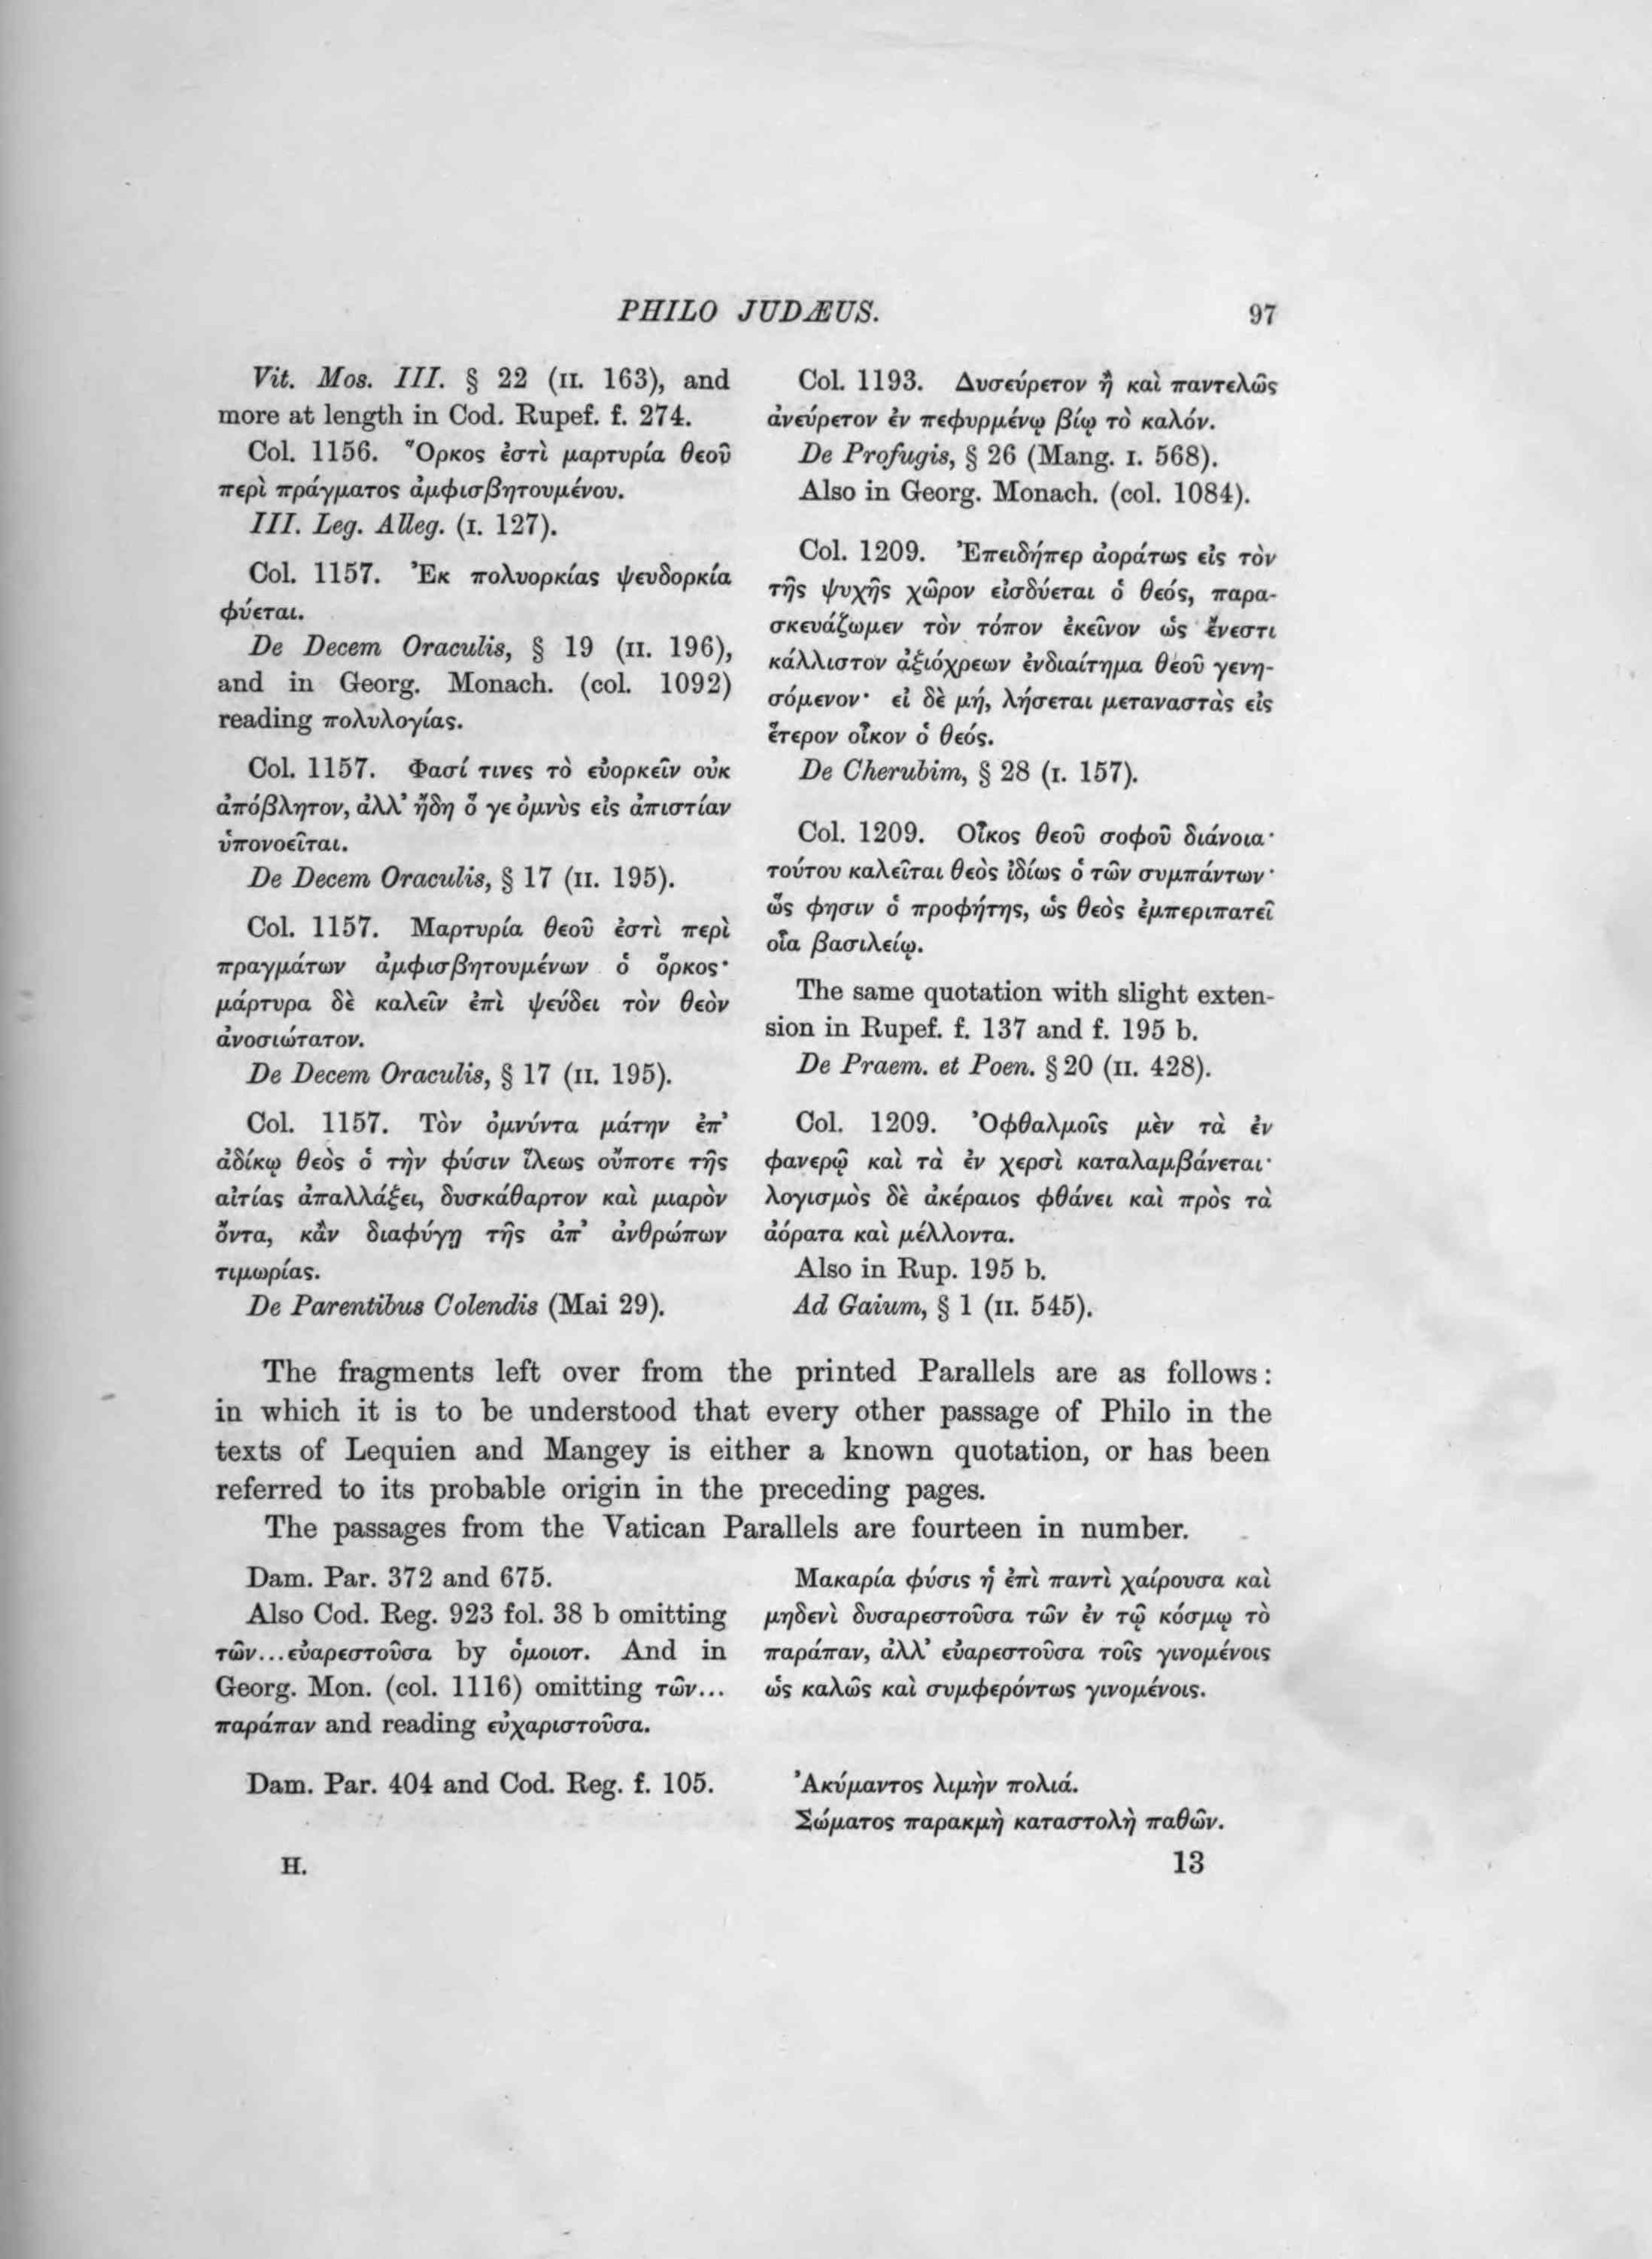 PHILO JUDÆUS. 97
Vit. Mos. III. § 22 (II. 163), and
more at length in Cod. Rupef. f. 274.
Col. 1156. Ὅρκος ἐστὶ μαρτυρία θεοῦ
περὶ πράγματος ἀμφισβητουμένου.
III. Leg. Alleg. (I. 127).
Col. 1157. Ἐκ πολυορκίας ψευδορκία
φύεται.
De Decem Oraculis, § 19 (II. 196),
and in Georg. Monach. (col. 1092)
reading πολυλογίας.
Col. 1157. Φασί τινες τὸ εὐορκεῖν οὐκ
ἀπόβλητον, ἀλλ’ ἤδη ὅ γε ὀμνὺς εἰς ἀπιστίαν
ὑπονοεῖται.
De Decem Oraculis, § 17 (II. 195).
Col. 1157. Μαρτυρία θεοῦ ἐστὶ περὶ
πραγμάτων ἀμφισβητουμένων ὁ ὅρκος·
μάρτυρα δὲ καλεῖν ἐπὶ ψεύδει τὸν θεὸν
ἀνοσιώτατον.
De Decem Oraculis, § 17 (II. 195).
Col. 1157. Τὸν ὀμνύντα μάτην ἐπ’
ἀδίκῳ θεὸς ὁ τὴν φύσιν ἵλεως οὔποτε τῆς
αἰτίας ἀπαλλάξει, δυσκάθαρτον καὶ μιαρὸν
ὄντα, κἂν διαφύγῃ τῆς ἀπ’ ἀνθρώπων
τιμωρίας.
De Parentibus Colendis (Mai 29).
Col. 1193. Δυσεύρετον ἢ καὶ παντελῶς
ἀνεύρετον ἐν πεφυρμένῳ βίῳ τὸ καλόν.
De Profugis, § 26 (Mang. I. 568).
Also in Georg. Monach. (col. 1084).
Col. 1209. Ἐπειδήπερ ἀοράτως εἰς τὸν
τῆς ψυχῆς χῶρον εἰσδύεται ὁ θεός, παρα-
σκευάζωμεν τὸν τόπον ἐκεῖνον ὡς ἔνεστι
κάλλιστον ἀξιόχρεων ἐνδιαίτημα θεοῦ γενη-
σόμενον· εἰ δὲ μή, λήσεται μεταναστὰς εἰς
ἕτερον οἶκον ὁ θεός.
De Cherubim, § 28 (I. 157).
Col. 1209. Οἶκος θεοῦ σοφοῦ διάνοια·
τούτου καλεῖται θεὸς ἰδίως ὁ τῶν συμπάντων·
ὥς φησιν ὁ προφήτης, ὡς θεὸς ἐμπεριπατεῖ
οἷα βασιλείῳ.
The same quotation with slight exten-
sion in Rupef. f. 137 and f. 195 b.
De Praem. et Poen. § 20 (II. 428).
Col. 1209. Ὀφθαλμοῖς μὲν τὰ ἐν
φανερῷ καὶ τὰ ἐν χερσὶ καταλαμβάνεται·
λογισμὸς δὲ ἀκέραιος φθάνει καὶ πρὸς τὰ
ἀόρατα καὶ μέλλοντα.
Also in Rup. 195 b.
Ad Gaium, § 1 (II. 545).
The fragments left over from the printed Parallels are as follows:
in which it is to be understood that every other passage of Philo in the
texts of Lequien and Mangey is either a known quotation, or has been
referred to its probable origin in the preceding pages.
The passages from the Vatican Parallels are fourteen in number.
Dam. Par. 372 and 675.
Also Cod. Reg. 923 fol. 38 b omitting
τῶν...εὐαρεστοῦσα by ὁμοιοτ. And in
Georg. Mon. (col. 1116) omitting τῶν...
παράπαν and reading εὐχαριστοῦσα.
Μακαρία φύσις ἡ ἐπὶ παντὶ χαίρουσα καὶ
μηδενὶ δυσαρεστοῦσα τῶν ἐν τῷ κόσμῳ τὸ
παράπαν, ἀλλ’ εὐαρεστοῦσα τοῖς γινομένοις
ὡς καλῶς καὶ συμφερόντως γινομένοις.
Dam. Par. 404 and Cod. Reg. f. 105.
Ἀκύμαντος λιμὴν πολιά.
Σώματος παρακμὴ καταστολὴ παθῶν.
H. 13